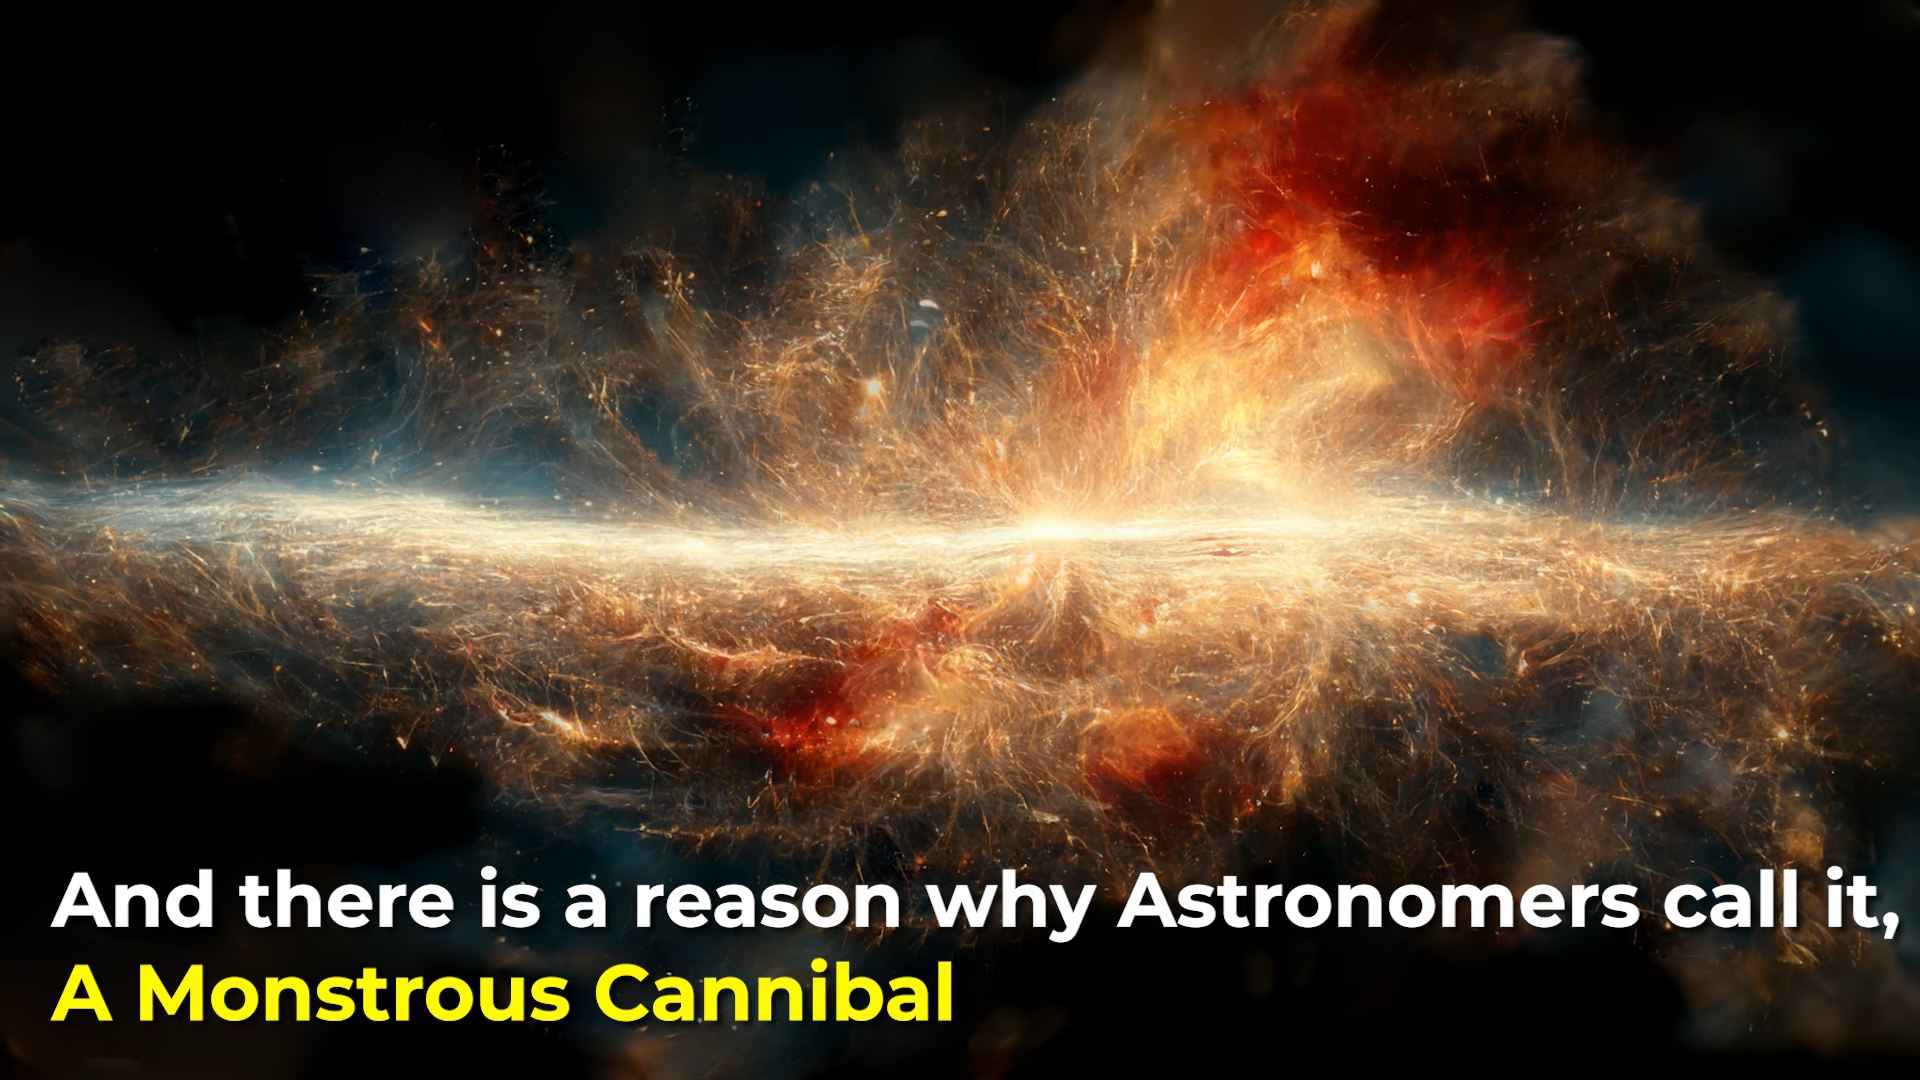 And there is a reason why Astronomers call it,
A Monstrous Cannibal